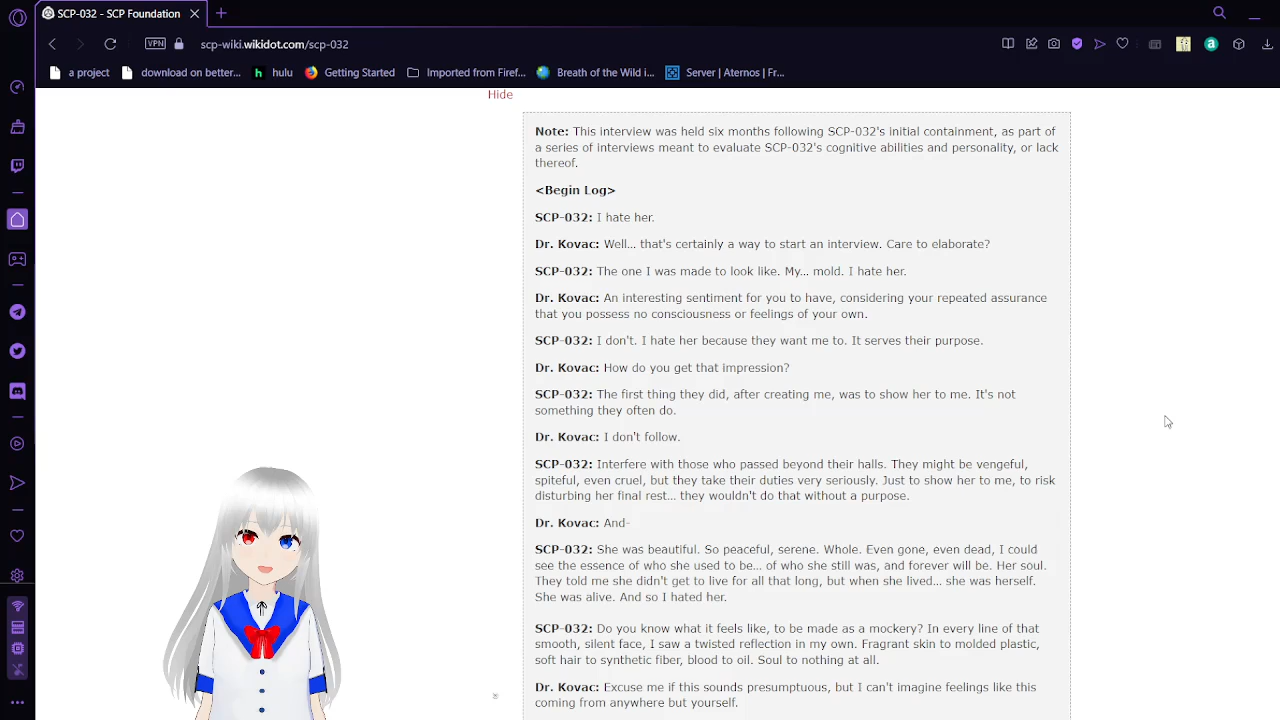 SCP-032 - SCP Foundation
VPN
scp-wiki.wikidot.com/scp-032
a project
download on better...
h hulu
Getting Started
Imported from Firef...
Breath of the Wild i...
Server | Aternos | Fr...
Hide
Note: This interview was held six months following SCP-032's initial containment, as part of
a series of interviews meant to evaluate SCP-032's cognitive abilities and personality, or lack
thereof.
<Begin Log>
SCP-032: I hate her.
Dr. Kovac: Well... that's certainly a way to start an interview. Care to elaborate?
SCP-032: The one I was made to look like. My... mold. I hate her.
Dr. Kovac: An interesting sentiment for you to have, considering your repeated assurance
that you possess no consciousness or feelings of your own.
SCP-032: I don't. I hate her because they want me to. It serves their purpose.
Dr. Kovac: How do you get that impression?
SCP-032: The first thing they did, after creating me, was to show her to me. It's not
something they often do.
Dr. Kovac: I don't follow.
SCP-032: Interfere with those who passed beyond their halls. They might be vengeful,
spiteful, even cruel, but they take their duties very seriously. Just to show her to me, to risk
disturbing her final rest... they wouldn't do that without a purpose.
Dr. Kovac: And-
SCP-032: She was beautiful. So peaceful, serene. Whole. Even gone, even dead, I could
see the essence of who she used to be... of who she still was, and forever will be. Her soul.
They told me she didn't get to live for all that long, but when she lived... she was herself.
She was alive. And so I hated her.
SCP-032: Do you know what it feels like, to be made as a mockery? In every line of that
smooth, silent face, I saw a twisted reflection in my own. Fragrant skin to molded plastic,
soft hair to synthetic fiber, blood to oil. Soul to nothing at all.
Dr. Kovac: Excuse me if this sounds presumptuous, but I can't imagine feelings like this
coming from anywhere but yourself.